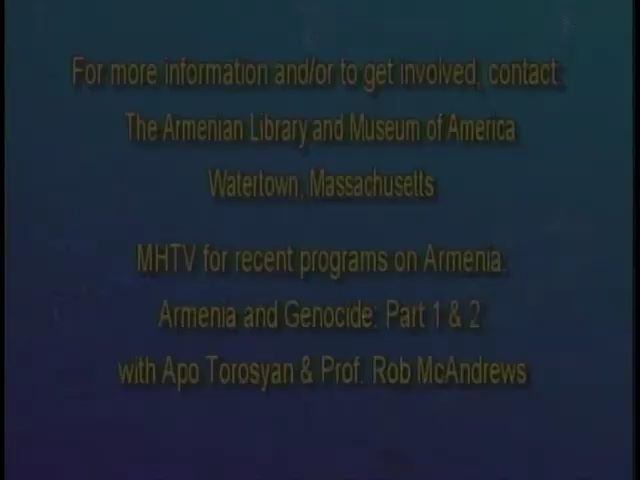 For more information and/or to get involved, contact:
The Armenian Library and Museum of America
Watertown, Massachusetts
MHTV for recent programs on Armenia:
Armenia and Genocide: Part 1 & 2
with Apo Torosyan & Prof. Rob McAndrews